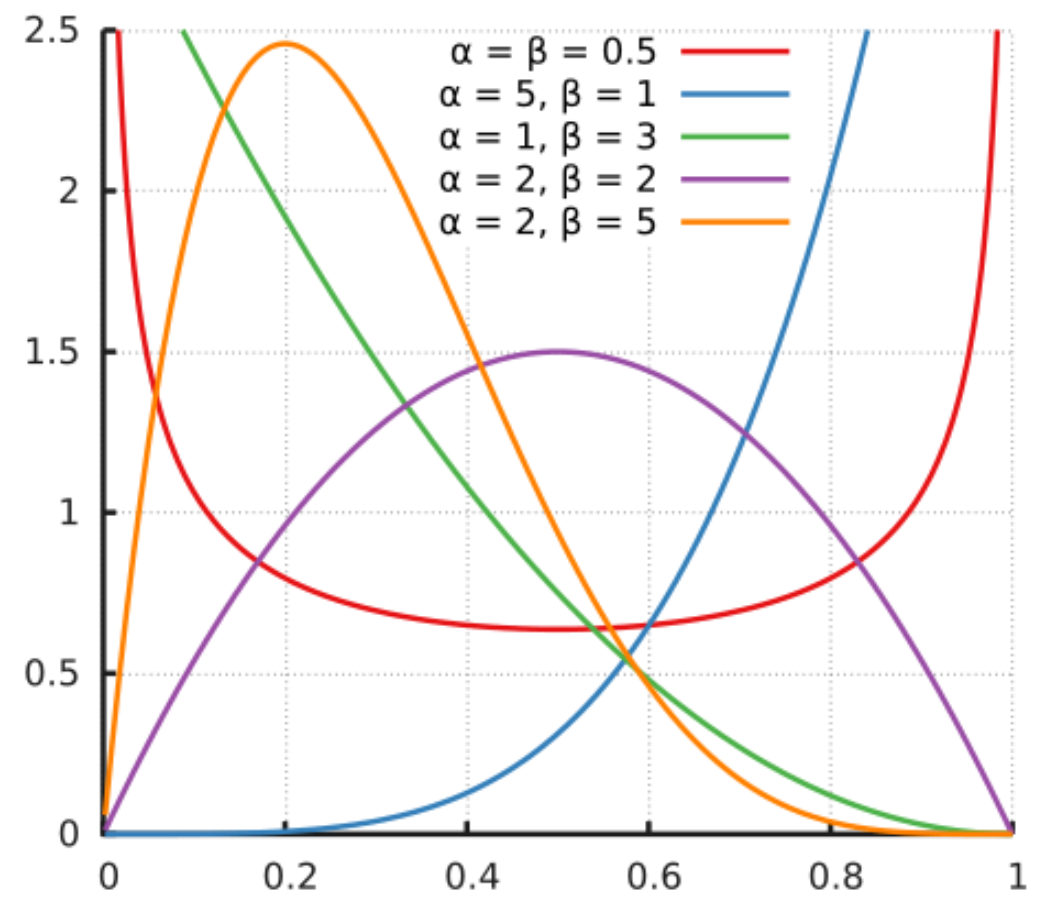 2.5
2
1.5
1
0.5
0
α = β = 0.5
α = 5, β = 1
α = 1, β = 3
α = 2, β = 2
α = 2, β = 5
0 0.2 0.4 0.6 0.8 1